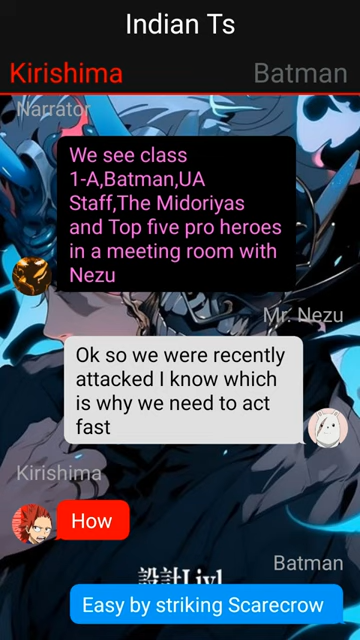 Indian Ts
Kirishima Batman
Narrator
We see class
1-A,Batman,UA
Staff,The Midoriyas
and Top five pro heroes
in a meeting room with
Nezu
Mr. Nezu
Ok so we were recently
attacked I know which
is why we need to act
fast
Kirishima
How
Batman
Easy by striking Scarecrow